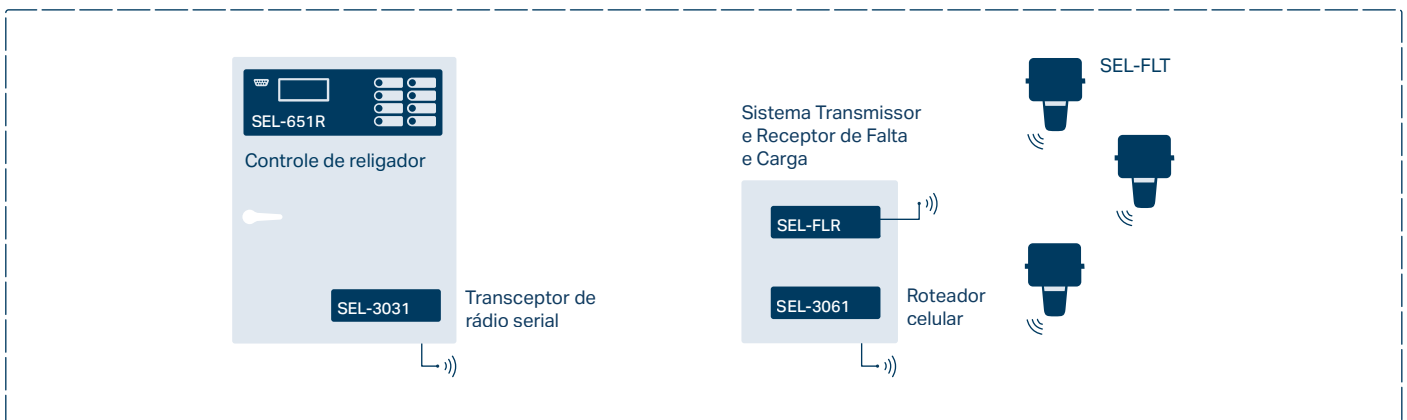 SEL-651R
Controle de religador
SEL-3031
Transceptor de
rádio serial
Sistema Transmissor
e Receptor de Falta
e Carga
SEL-FLR
SEL-3061
Roteador
celular
SEL-FLT